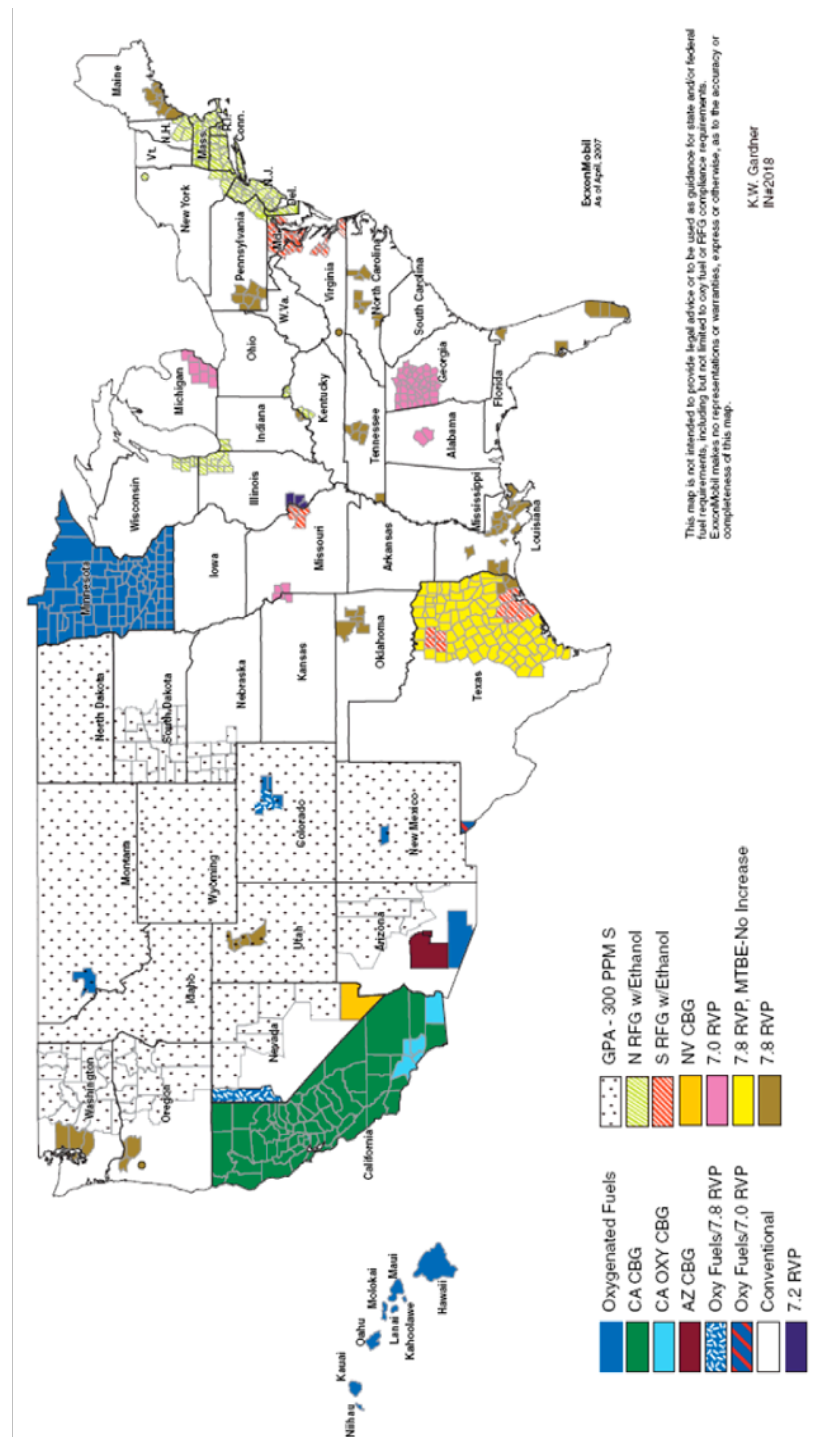 Washington
Oregon
California
Nevada
Idaho
Montana
Wyoming
Utah
Arizona
Colorado
New Mexico
North Dakota
South Dakota
Nebraska
Kansas
Oklahoma
Texas
Minnesota
Iowa
Missouri
Arkansas
Louisiana
Wisconsin
Illinois
Mississippi
Michigan
Indiana
Kentucky
Tennessee
Alabama
Ohio
W.Va.
Georgia
Florida
Pennsylvania
Virginia
North Carolina
South Carolina
New York
Md.
Del.
N.J.
Vt.
N.H.
Mass.
R.I.
Conn.
Maine
Niihau
Kauai
Oahu
Molokai
Lanai
Maui
Kahoolawe
Hawaii
Oxygenated Fuels
CA CBG
CA OXY CBG
AZ CBG
Oxy Fuels/7.8 RVP
Oxy Fuels/7.0 RVP
Conventional
7.2 RVP
GPA - 300 PPM S
N RFG w/Ethanol
S RFG w/Ethanol
NV CBG
7.0 RVP
7.8 RVP, MTBE-No Increase
7.8 RVP
ExxonMobil
As of April, 2007
This map is not intended to provide legal advice or to be used as guidance for state and/or federal
fuel requirements, including but not limited to oxy fuel or RFG compliance requirements.
ExxonMobil makes no representations or warranties, express or otherwise, as to the accuracy or
completeness of this map.
K.W. Gardner
IN#2018